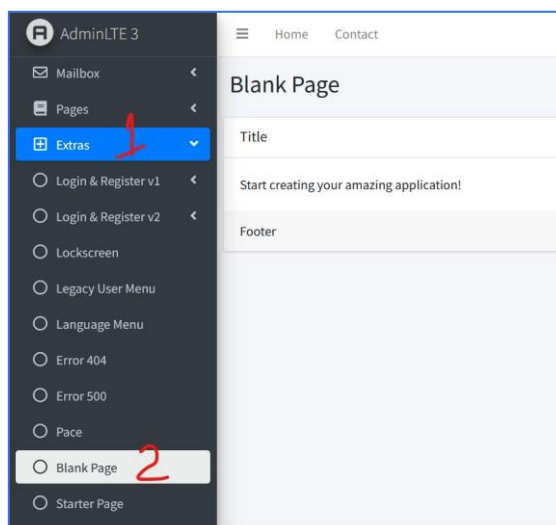 AdminLTE 3
Mailbox
Pages
Extras 1
Login & Register v1
Login & Register v2
Lockscreen
Legacy User Menu
Language Menu
Error 404
Error 500
Pace
Blank Page 2
Starter Page
Home Contact
Blank Page
Title
Start creating your amazing application!
Footer